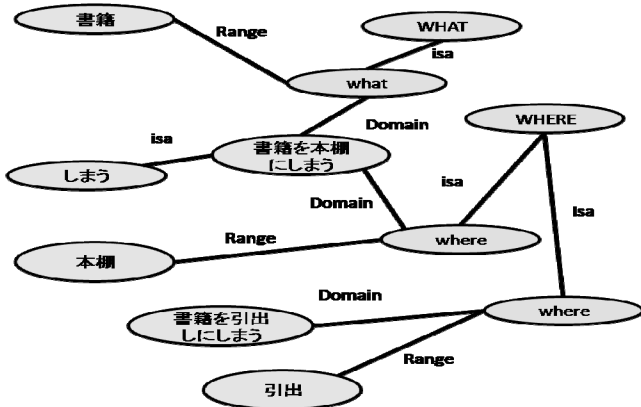 書籍
Range
WHAT
isa
what
Domain
WHERE
isa
書籍を本棚
にしまう
しまう
isa
Isa
Domain
Range
where
本棚
Domain
where
書籍を引出
しにしまう
Range
引出